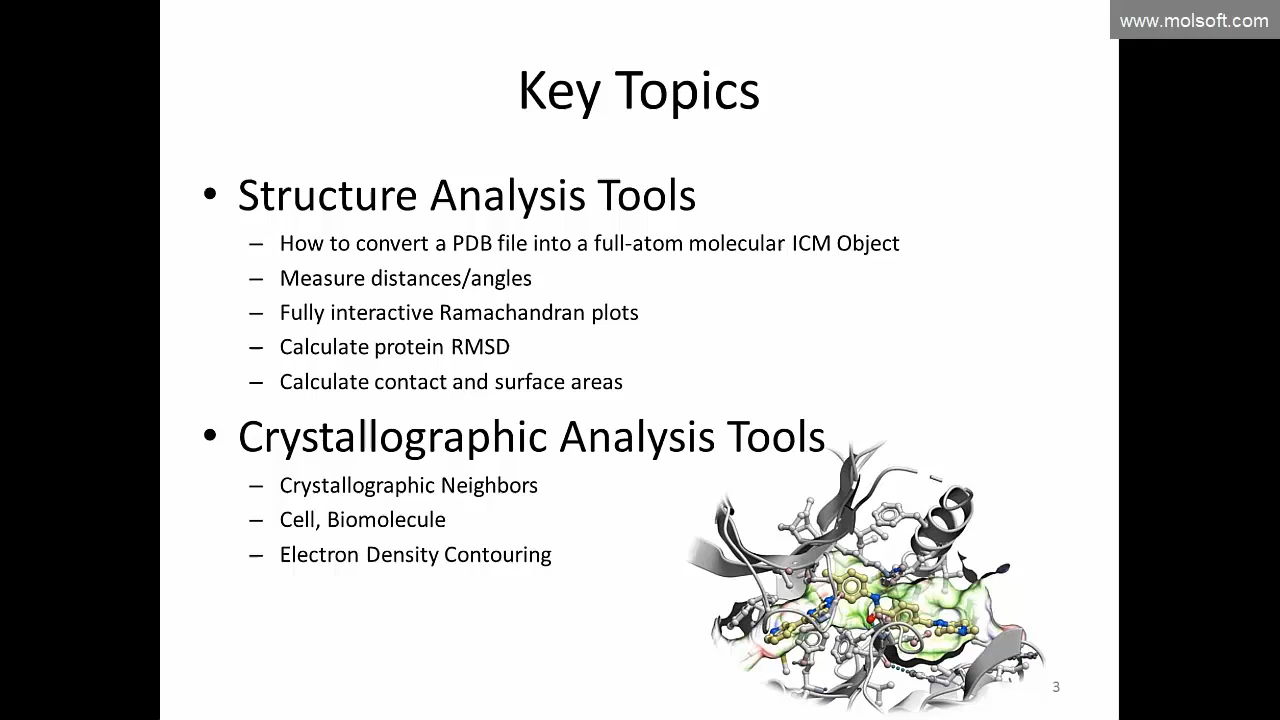 www.molsoft.com
Key Topics
• Structure Analysis Tools
– How to convert a PDB file into a full-atom molecular ICM Object
– Measure distances/angles
– Fully interactive Ramachandran plots
– Calculate protein RMSD
– Calculate contact and surface areas
• Crystallographic Analysis Tools
– Crystallographic Neighbors
– Cell, Biomolecule
– Electron Density Contouring
3